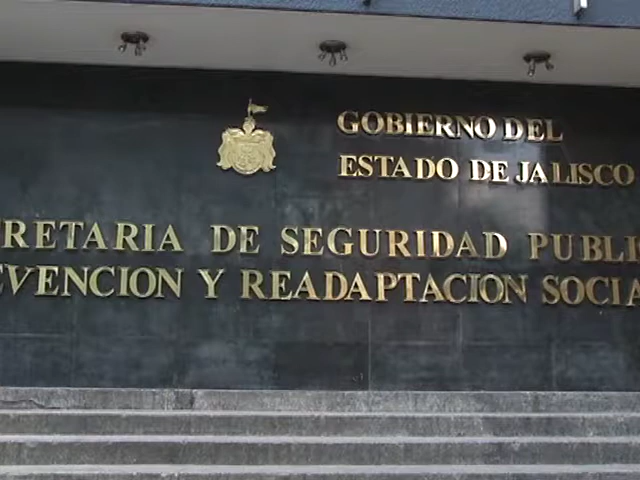 GOBIERNO DEL
ESTADO DE JALISCO
RETARIA DE SEGURIDAD PUBLI
EVENCION Y READAPTACION SOCIA